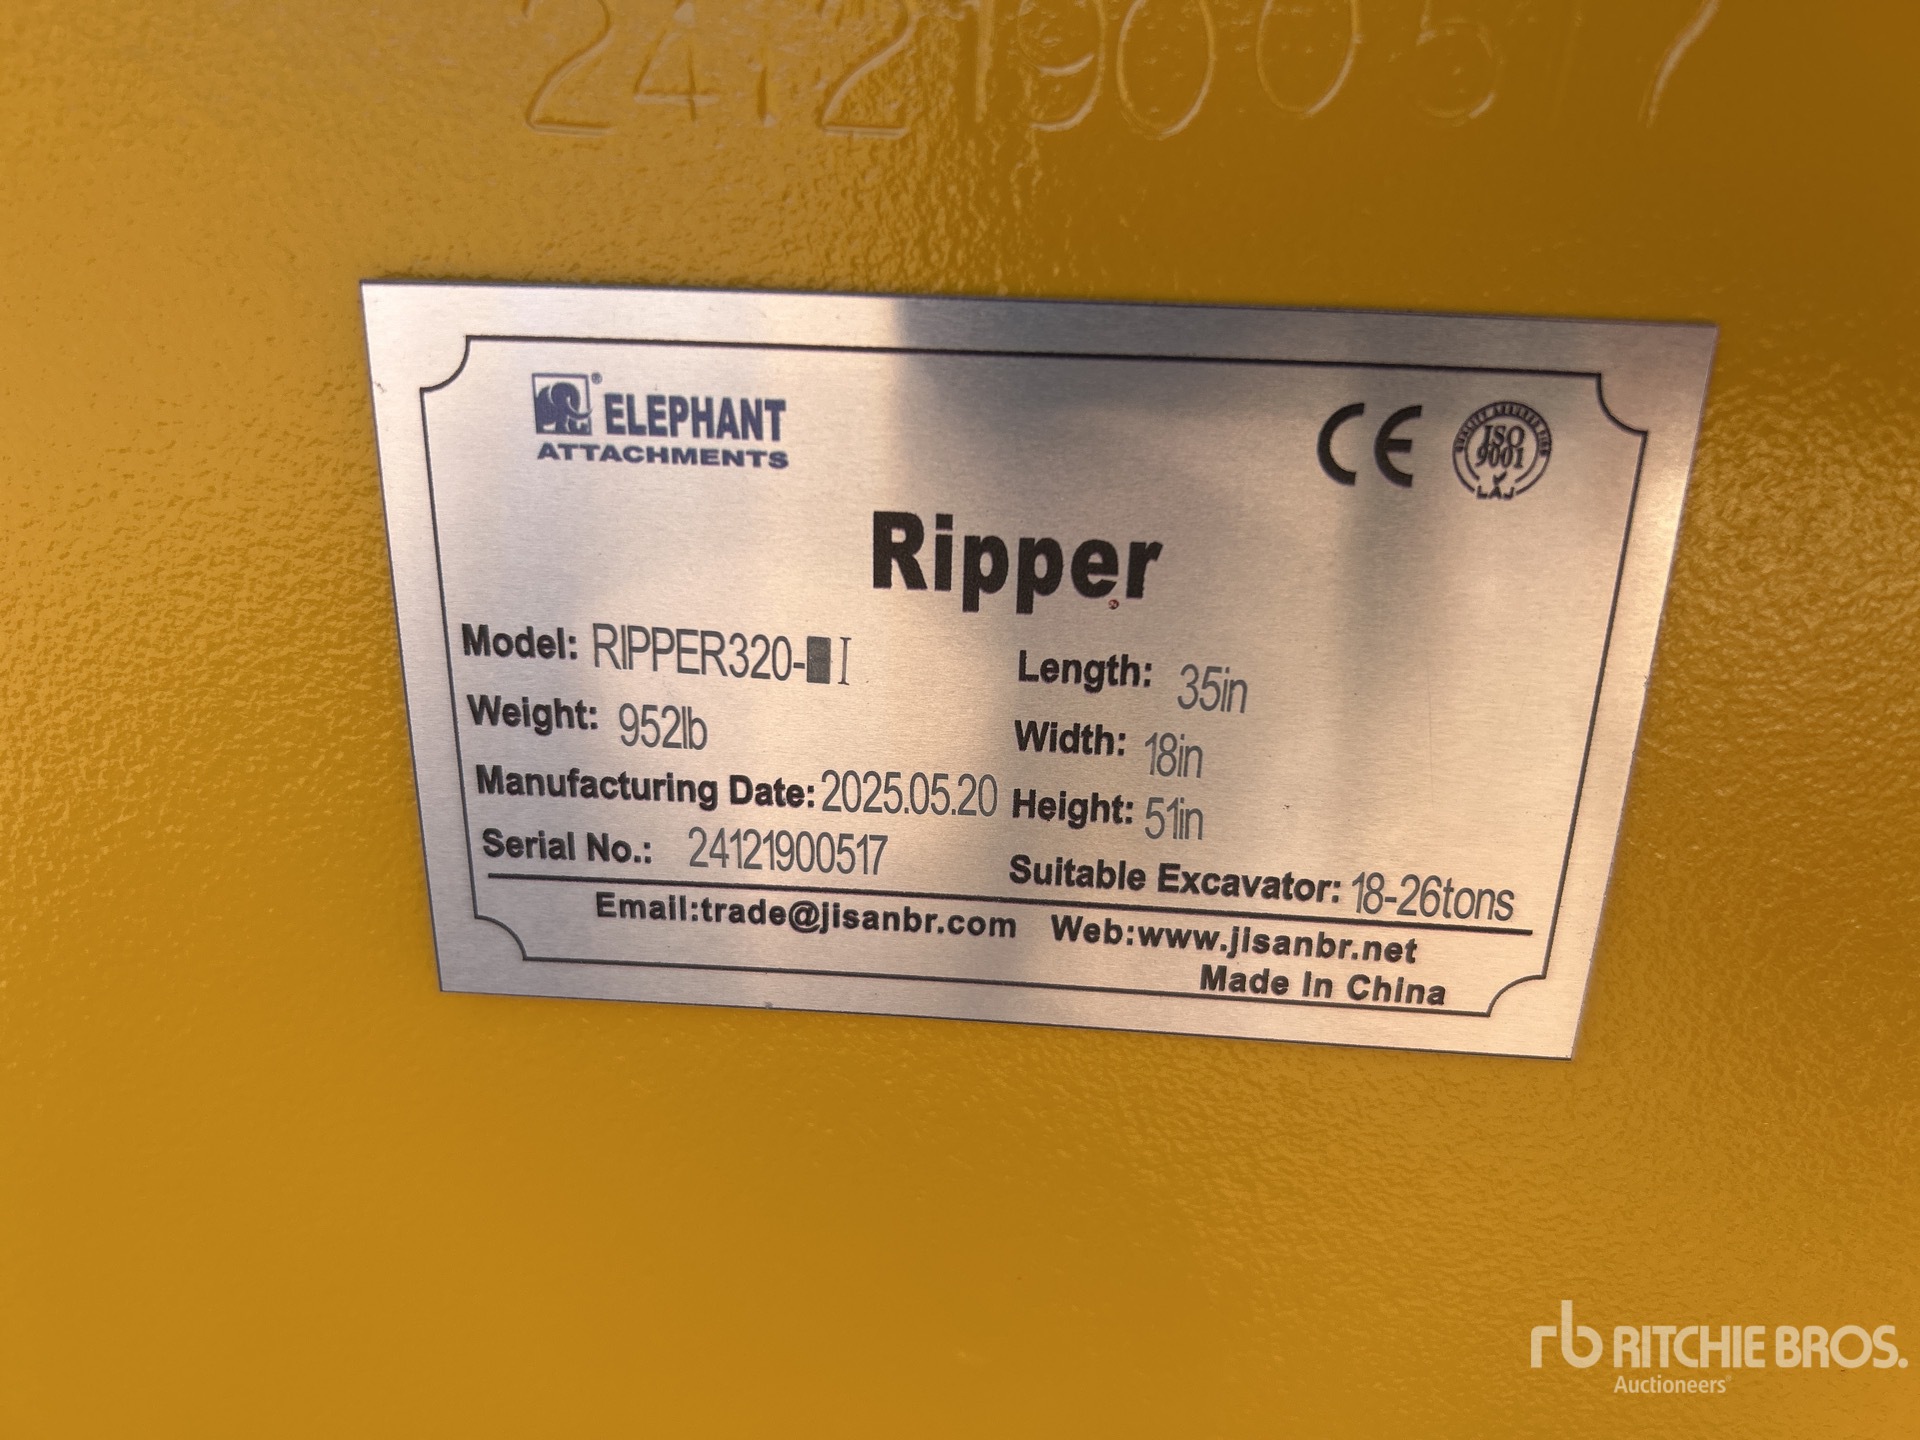 24121900517
ELEPHANT®
ATTACHMENTS
CE
ISO
9001
Ripper
Model: RIPPER320-█I
Weight: 952lb
Manufacturing Date: 2025.05.20
Serial No.: 24121900517
Length: 35in
Width: 18in
Height: 51in
Suitable Excavator: 18-26tons
Email:trade@jisanbr.com Web:www.jisanbr.net
Made In China
rb RITCHIE BROS.
Auctioneers